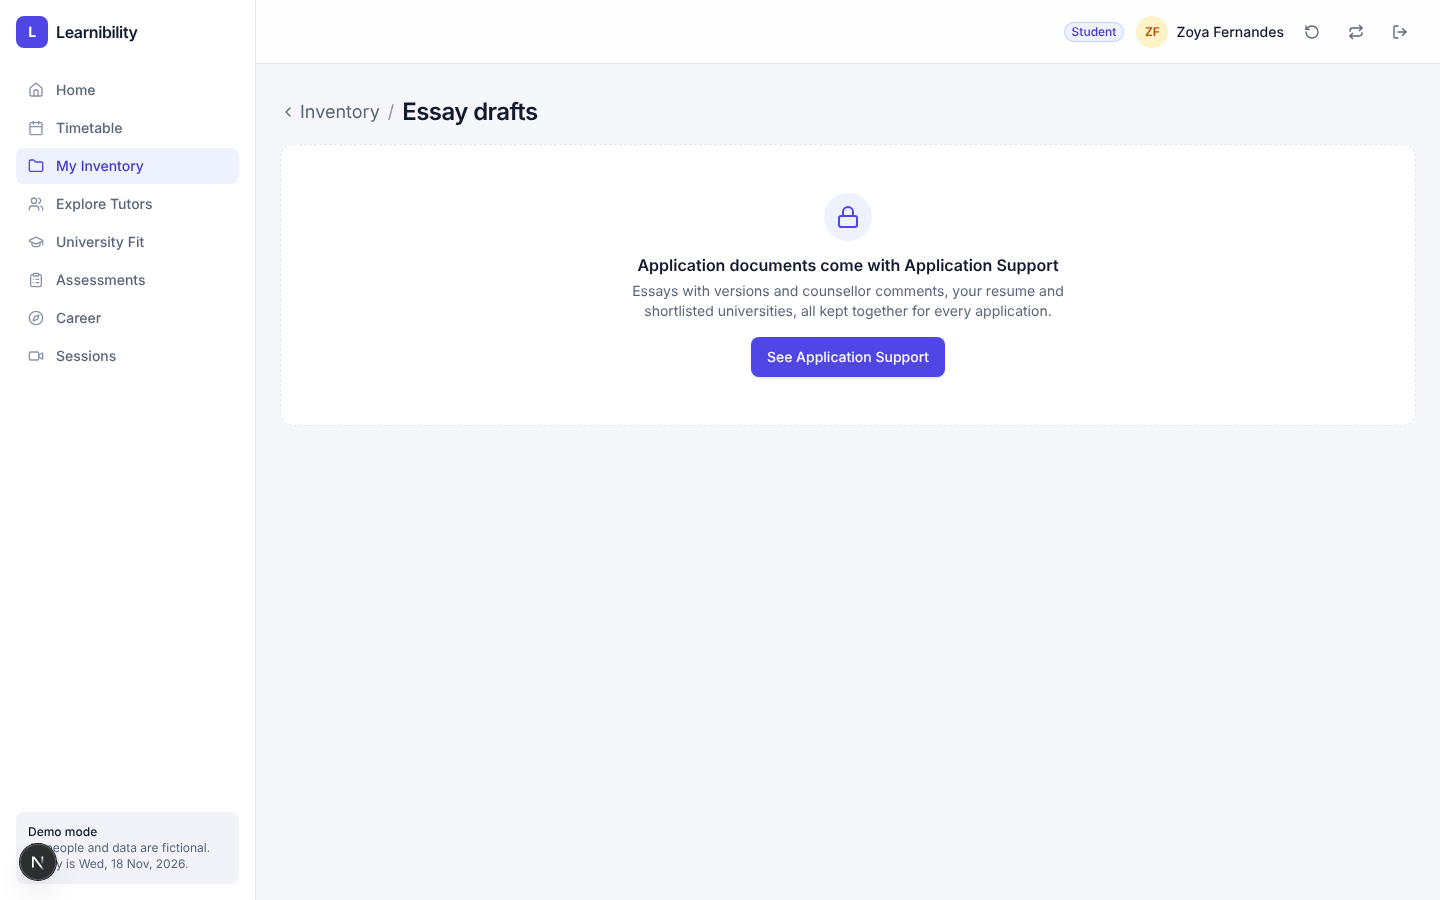 L Learnibility
Student ZF Zoya Fernandes
Home
Timetable
My Inventory
Explore Tutors
University Fit
Assessments
Career
Sessions
Inventory / Essay drafts
Application documents come with Application Support
Essays with versions and counsellor comments, your resume and
shortlisted universities, all kept together for every application.
See Application Support
Demo mode
people and data are fictional.
is Wed, 18 Nov, 2026.
N